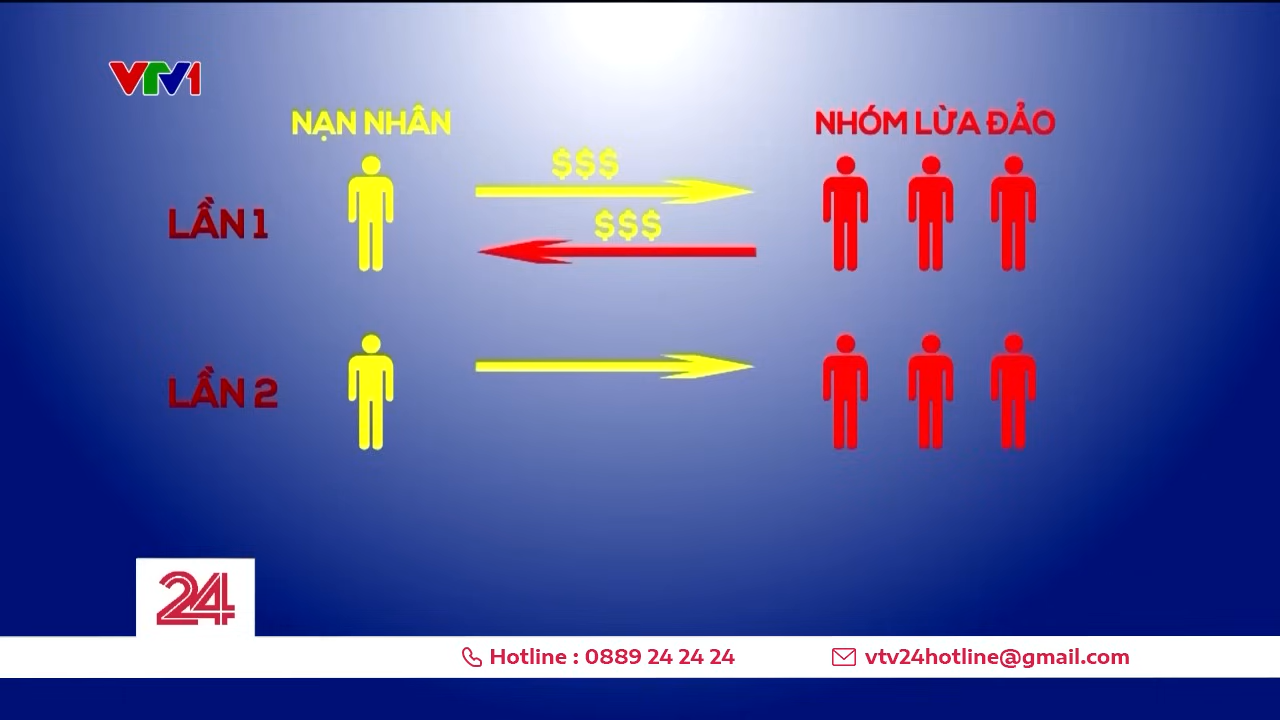 VTV1
NẠN NHÂN
NHÓM LỪA ĐẢO
$$$
LẦN 1
$$$
LẦN 2
24
Hotline : 0889 24 24 24
vtv24hotline@gmail.com